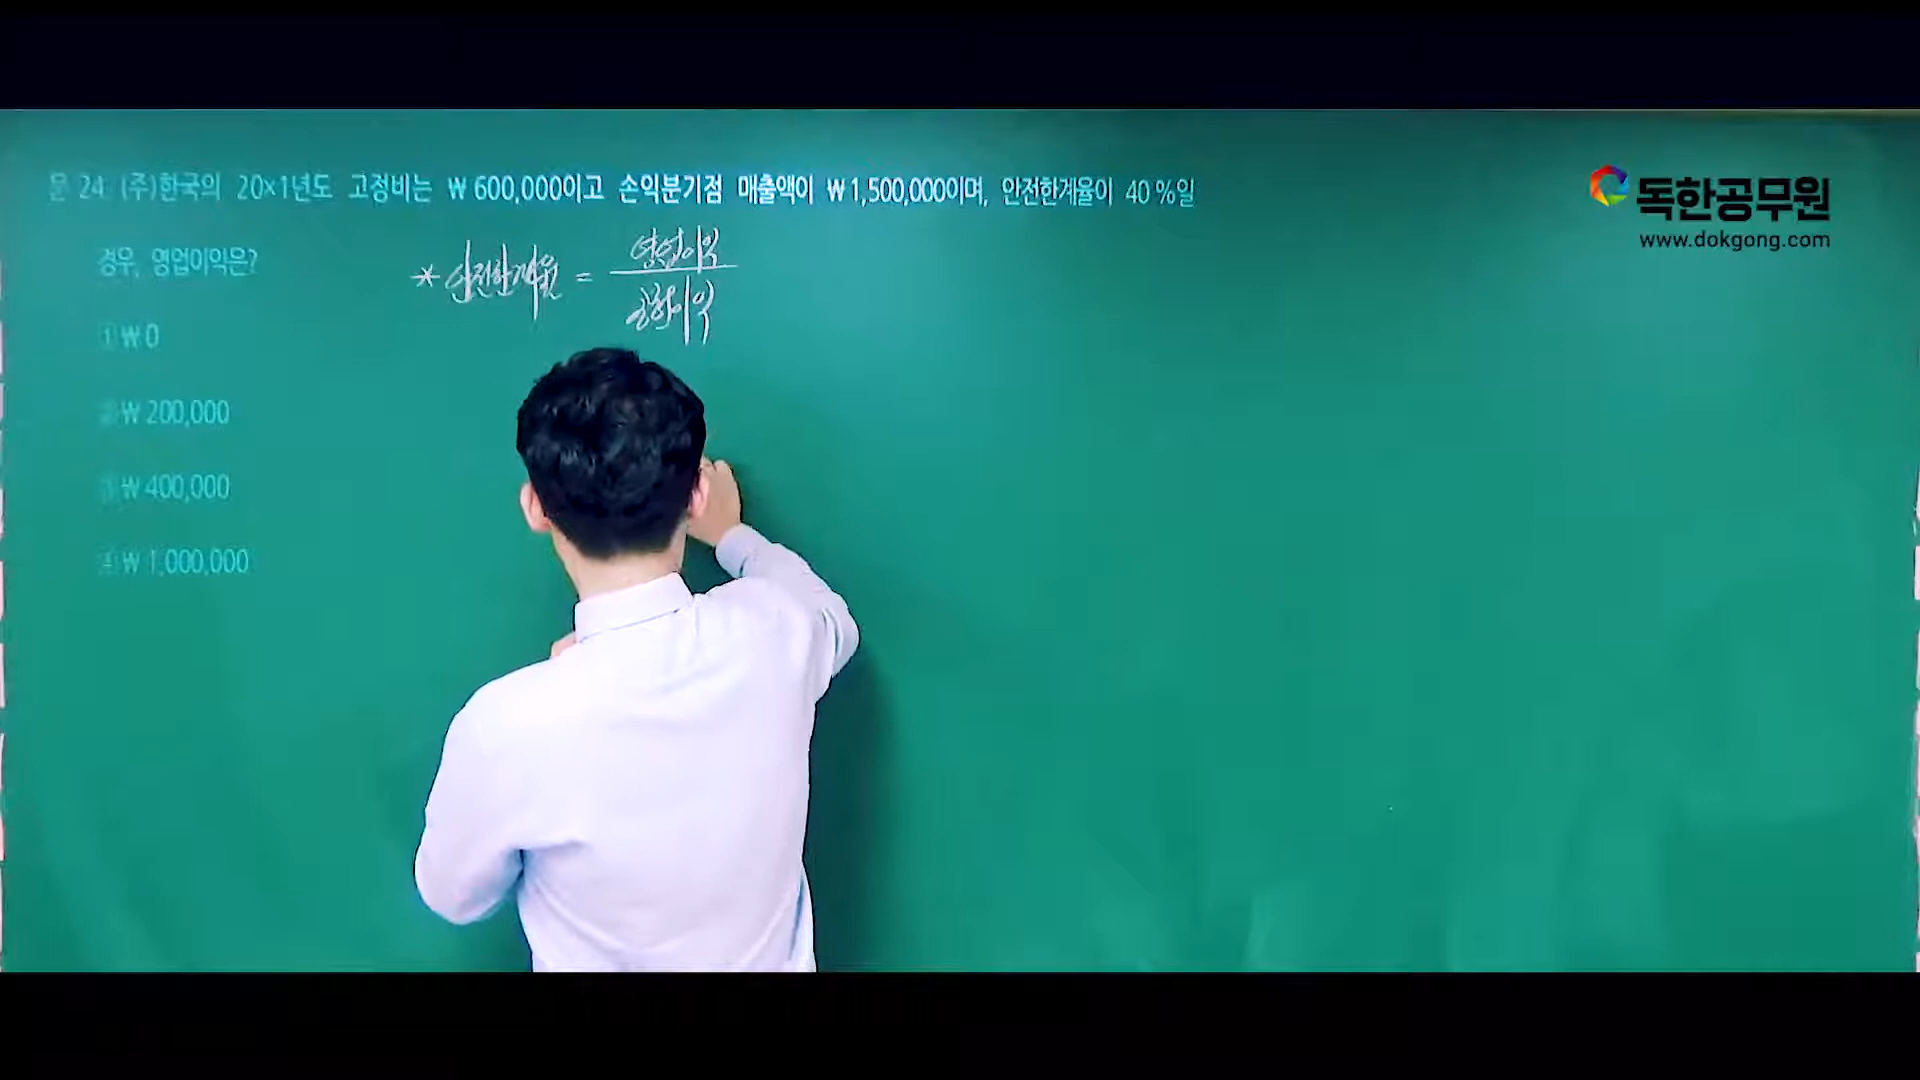 문 24. (주)한국의 20×1년도 고정비는 ₩600,000이고 손익분기점 매출액이 ₩1,500,000이며, 안전한계율이 40%일
경우, 영업이익은?
*안전한계율 = 영업이익
공헌이익
① ₩0
② ₩200,000
③ ₩400,000
④ ₩1,000,000
독한공무원
www.dokgong.com